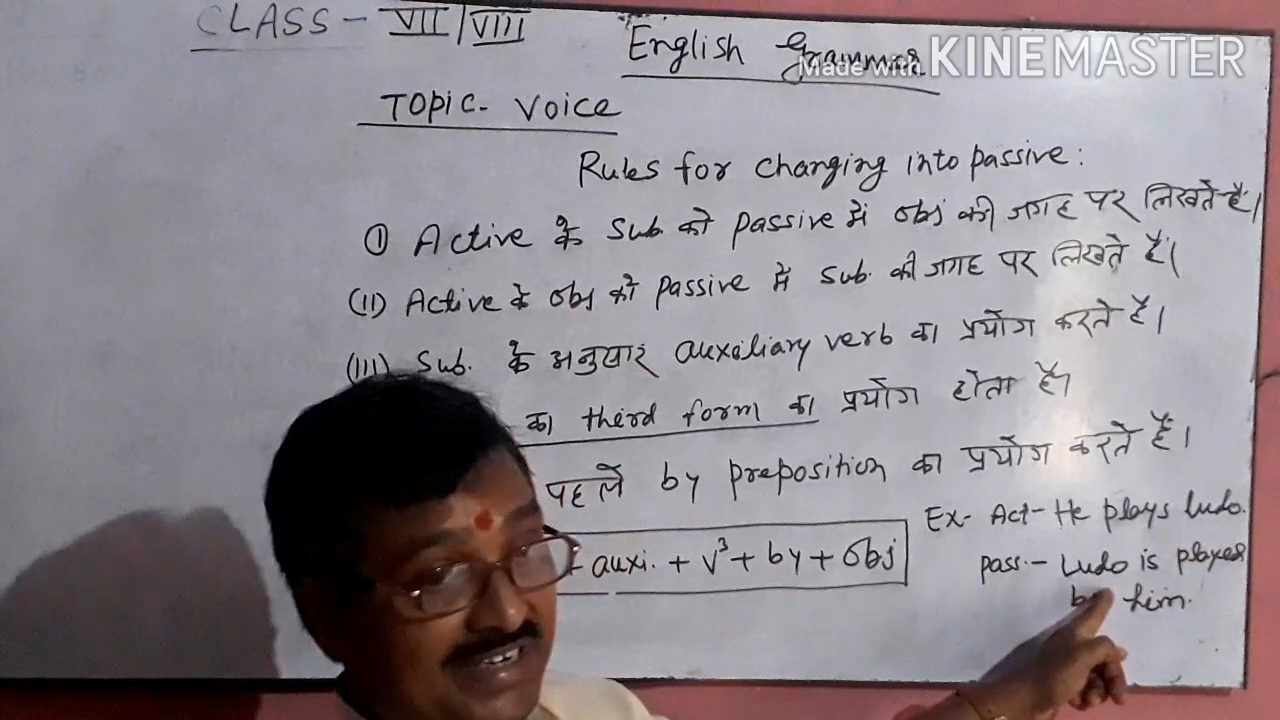 CLASS - VII/VIII
English Grammar
Made with KINEMASTER
Topic - Voice
Rules for changing into passive:
(I) Active के Sub. को passive में obj की जगह पर लिखते हैं।
(II) Active के obj को passive में sub. की जगह पर लिखते हैं।
(III) Sub. के अनुसार auxiliary verb का प्रयोग करते हैं।
का third form का प्रयोग होता है।
पहले by preposition का प्रयोग करते हैं।
+ auxi. + V³ + by + obj
Ex- Act- He plays ludo.
pass.- Ludo is played
by him.